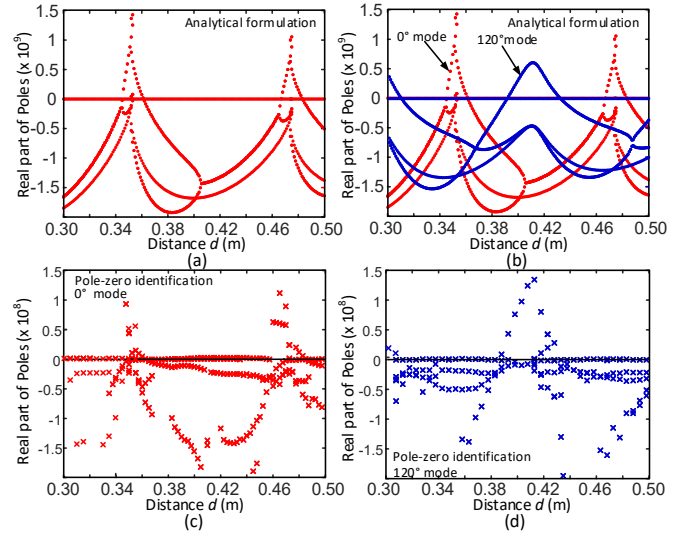 Analytical formulation
Real part of Poles (x 10⁹)
1.5
1
0.5
0
-0.5
-1
-1.5
0.30
0.34
0.38
0.42
0.46
0.50
Distance d (m)
(a)
Analytical formulation
0° mode
120° mode
Real part of Poles (x 10⁹)
1.5
1
0.5
0
-0.5
-1
-1.5
0.30
0.34
0.38
0.42
0.46
0.50
Distance d (m)
(b)
Pole-zero identification
0° mode
Real part of Poles (x 10⁸)
1.5
1
0.5
0
-0.5
-1
-1.5
0.30
0.34
0.38
0.42
0.46
0.50
Distance d (m)
(c)
Real part of Poles (x 10⁸)
1.5
1
0.5
0
-0.5
-1
-1.5
Pole-zero identification
120° mode
0.30
0.34
0.38
0.42
0.46
0.50
Distance d (m)
(d)